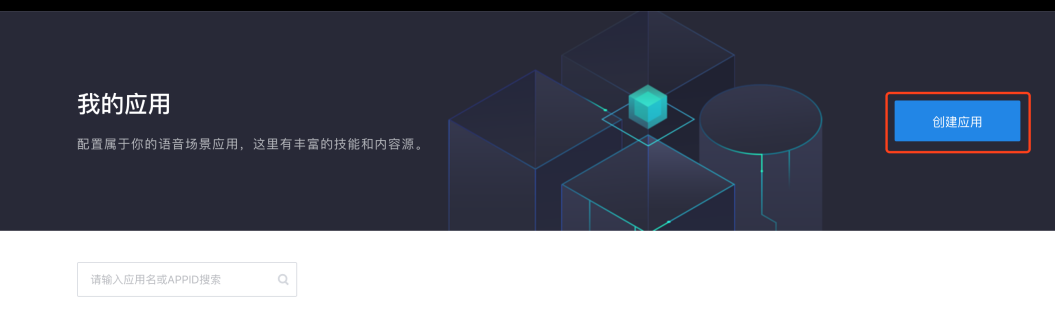 我的应用
配置属于你的语音场景应用，这里有丰富的技能和内容源。
创建应用
请输入应用名或APPID搜索